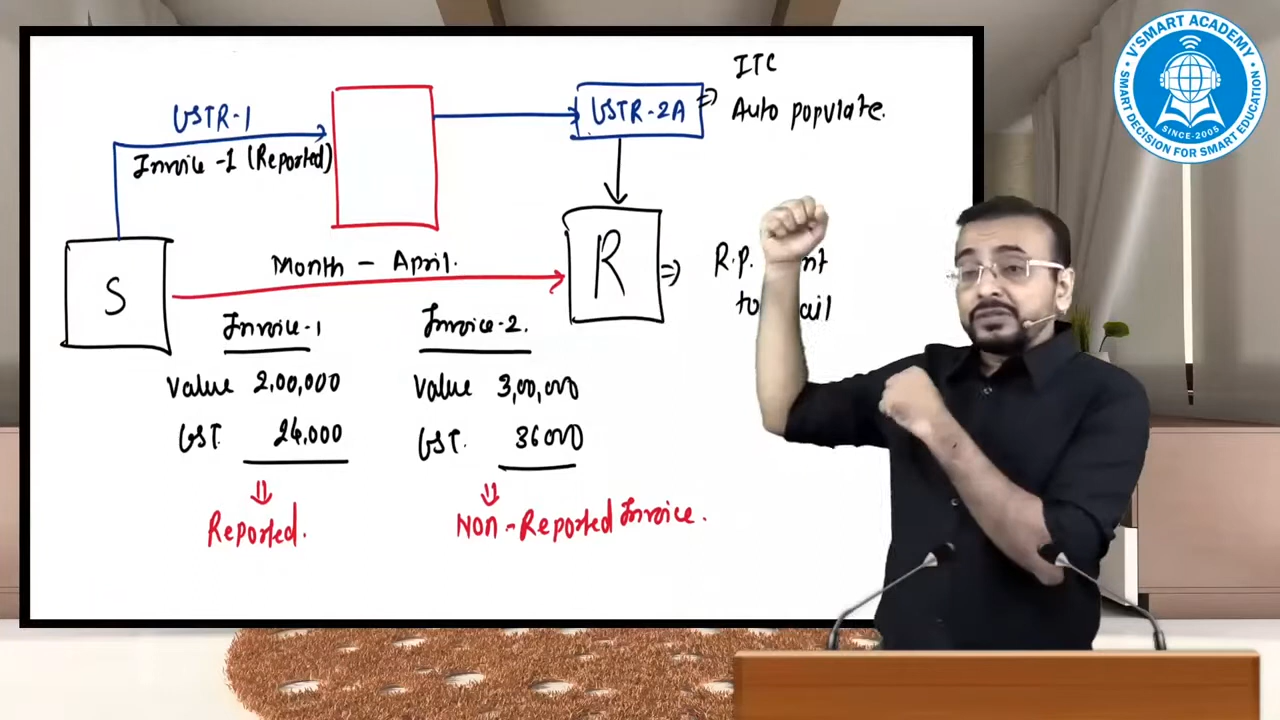 ITC
Auto populate.
GSTR-1
Invoice -1 (Reported)
GSTR-2A
Month - April.
S
R
R.p.
Invoice-1
Value 2,00,000
GST. 24,000
Reported.
Invoice-2.
Value 3,00,000
GST. 36000
Non-Reported Invoice.
V'SMART ACADEMY
SMART DECISION FOR SMART EDUCATION
SINCE-2005